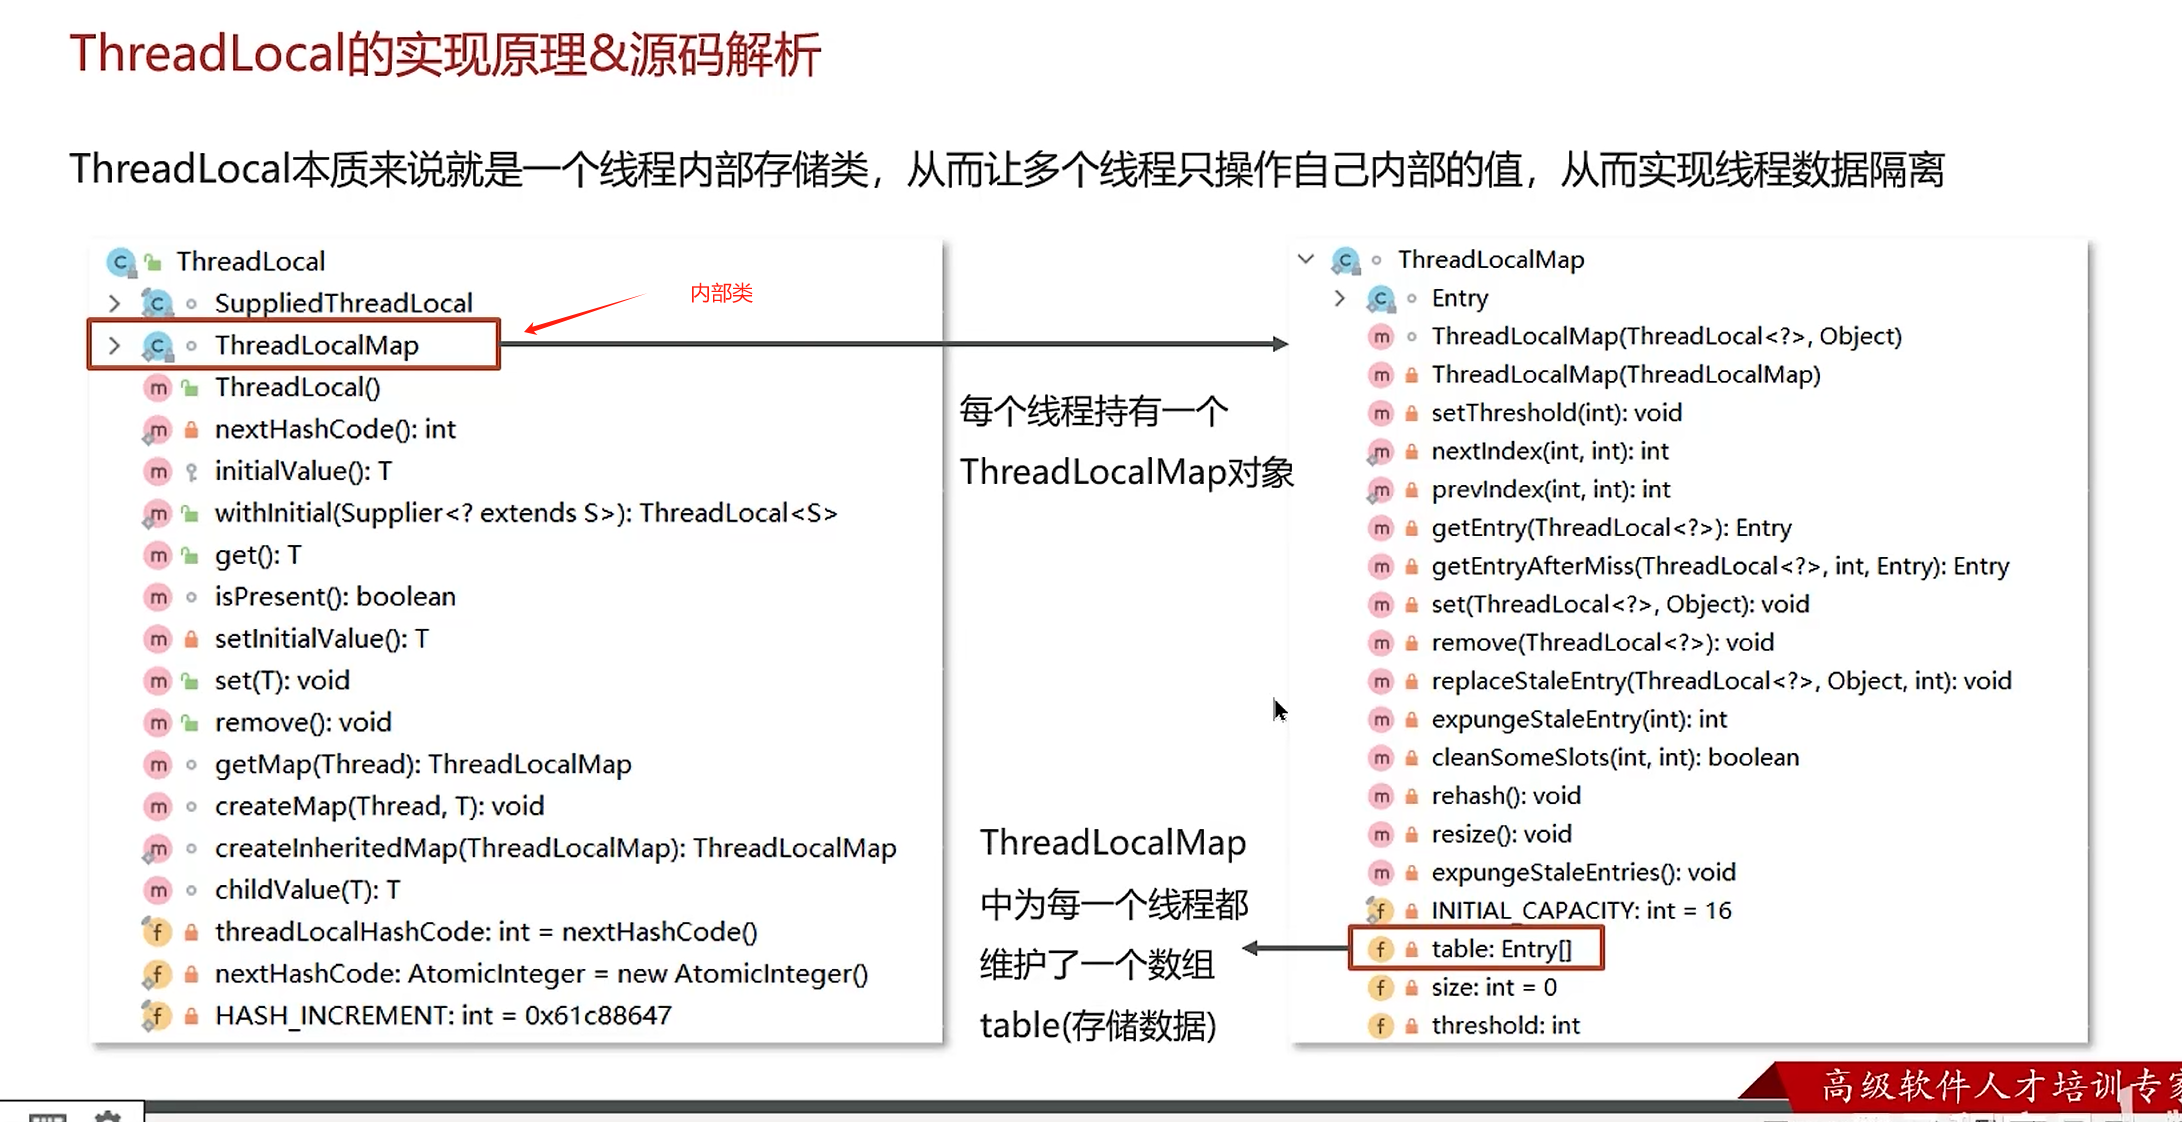 ThreadLocal的实现原理&源码解析
ThreadLocal本质来说就是一个线程内部存储类，从而让多个线程只操作自己内部的值，从而实现线程数据隔离
ThreadLocal
SuppliedThreadLocal
ThreadLocalMap
ThreadLocal()
nextHashCode(): int
initialValue(): T
withInitial(Supplier<? extends S>): ThreadLocal<S>
get(): T
isPresent(): boolean
setInitialValue(): T
set(T): void
remove(): void
getMap(Thread): ThreadLocalMap
createMap(Thread, T): void
createInheritedMap(ThreadLocalMap): ThreadLocalMap
childValue(T): T
threadLocalHashCode: int = nextHashCode()
nextHashCode: AtomicInteger = new AtomicInteger()
HASH_INCREMENT: int = 0x61c88647
内部类
每个线程持有一个
ThreadLocalMap对象
ThreadLocalMap
中为每一个线程都
维护了一个数组
table(存储数据)
ThreadLocalMap
Entry
ThreadLocalMap(ThreadLocal<?>, Object)
ThreadLocalMap(ThreadLocalMap)
setThreshold(int): void
nextIndex(int, int): int
prevIndex(int, int): int
getEntry(ThreadLocal<?>): Entry
getEntryAfterMiss(ThreadLocal<?>, int, Entry): Entry
set(ThreadLocal<?>, Object): void
remove(ThreadLocal<?>): void
replaceStaleEntry(ThreadLocal<?>, Object, int): void
expungeStaleEntry(int): int
cleanSomeSlots(int, int): boolean
rehash(): void
resize(): void
expungeStaleEntries(): void
INITIAL_CAPACITY: int = 16
table: Entry[]
size: int = 0
threshold: int
高级软件人才培训专家